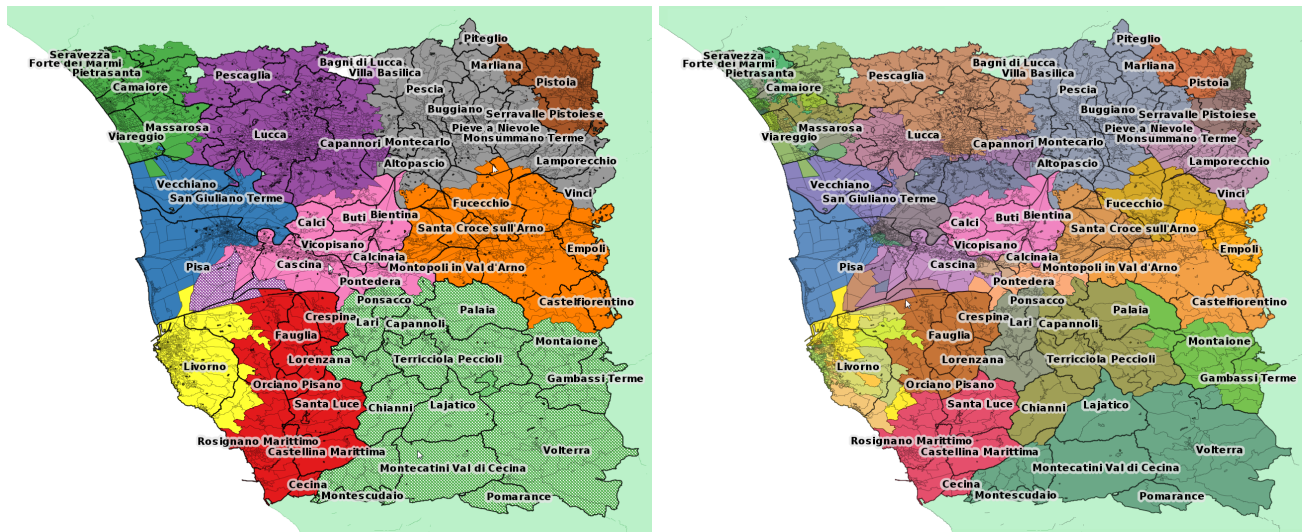 Piteglio
Seravezza
Forte dei Marmi
Pietrasanta
Bagni di Lucca
Villa Basilica
Marliana
Pescaglia
Pistoia
Camaiore
Pescia
Buggiano
Serravalle Pistoiese
Massarosa
Viareggio
Lucca
Pieve a Nievole
Monsummano Terme
Capannori
Montecarlo
Altopascio
Lamporecchio
Vecchiano
San Giuliano Terme
Vinci
Fucecchio
Calci
Buti
Bientina
Santa Croce sull'Arno
Vicopisano
Empoli
Calcinaia
Pisa
Cascina
Montopoli in Val d'Arno
Pontedera
Ponsacco
Castelfiorentino
Palaia
Crespina
Lari
Capannoli
Fauglia
Montaione
Lorenzana
Terricciola
Peccioli
Livorno
Gambassi Terme
Orciano Pisano
Santa Luce
Chianni
Lajatico
Rosignano Marittimo
Castellina Marittima
Volterra
Montecatini Val di Cecina
Cecina
Montescudaio
Pomarance
Piteglio
Seravezza
Forte dei Marmi
Pietrasanta
Bagni di Lucca
Villa Basilica
Marliana
Pescaglia
Pistoia
Camaiore
Pescia
Buggiano
Serravalle Pistoiese
Massarosa
Viareggio
Lucca
Pieve a Nievole
Monsummano Terme
Capannori
Montecarlo
Altopascio
Lamporecchio
Vecchiano
San Giuliano Terme
Vinci
Fucecchio
Calci
Buti
Bientina
Santa Croce sull'Arno
Vicopisano
Empoli
Calcinaia
Pisa
Cascina
Montopoli in Val d'Arno
Pontedera
Ponsacco
Castelfiorentino
Palaia
Crespina
Lari
Capannoli
Fauglia
Montaione
Lorenzana
Terricciola
Peccioli
Livorno
Gambassi Terme
Orciano Pisano
Santa Luce
Chianni
Lajatico
Rosignano Marittimo
Castellina Marittima
Volterra
Montecatini Val di Cecina
Cecina
Montescudaio
Pomarance